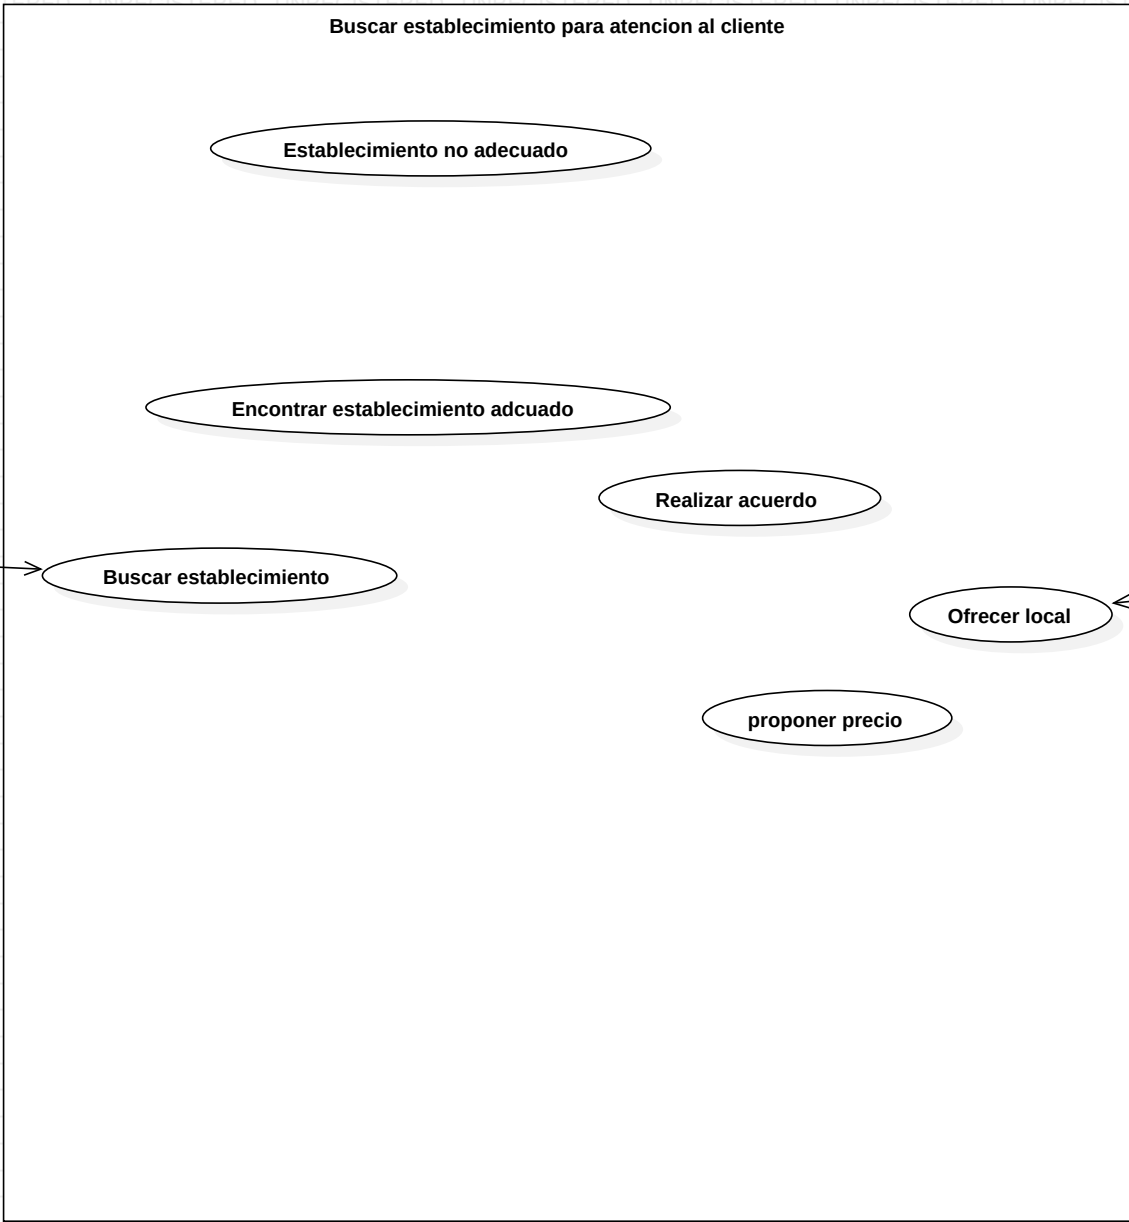 Buscar establecimiento para atencion al cliente
Establecimiento no adecuado
Encontrar establecimiento adcuado
Realizar acuerdo
Buscar establecimiento
Ofrecer local
proponer precio